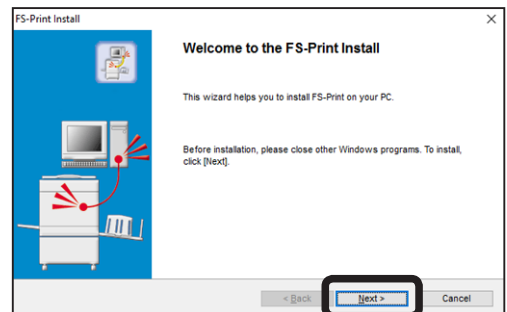 FS-Print Install
Welcome to the FS-Print Install
This wizard helps you to install FS-Print on your PC.
Before installation, please close other Windows programs. To install,
click [Next].
< Back Next > Cancel